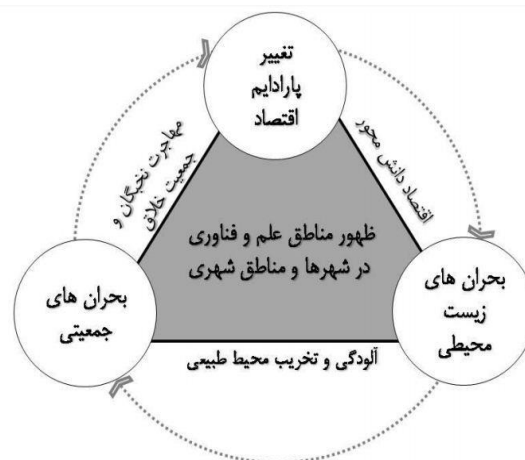 تغییر
پارادایم
اقتصاد
مهاجرت نخبگان و
جمعیت خلاق
اقتصاد دانش محور
ظهور مناطق علم و فناوری
در شهرها و مناطق شهری
بحران های
زیست
محیطی
بحران های
جمعیتی
آلودگی و تخریب محیط طبیعی